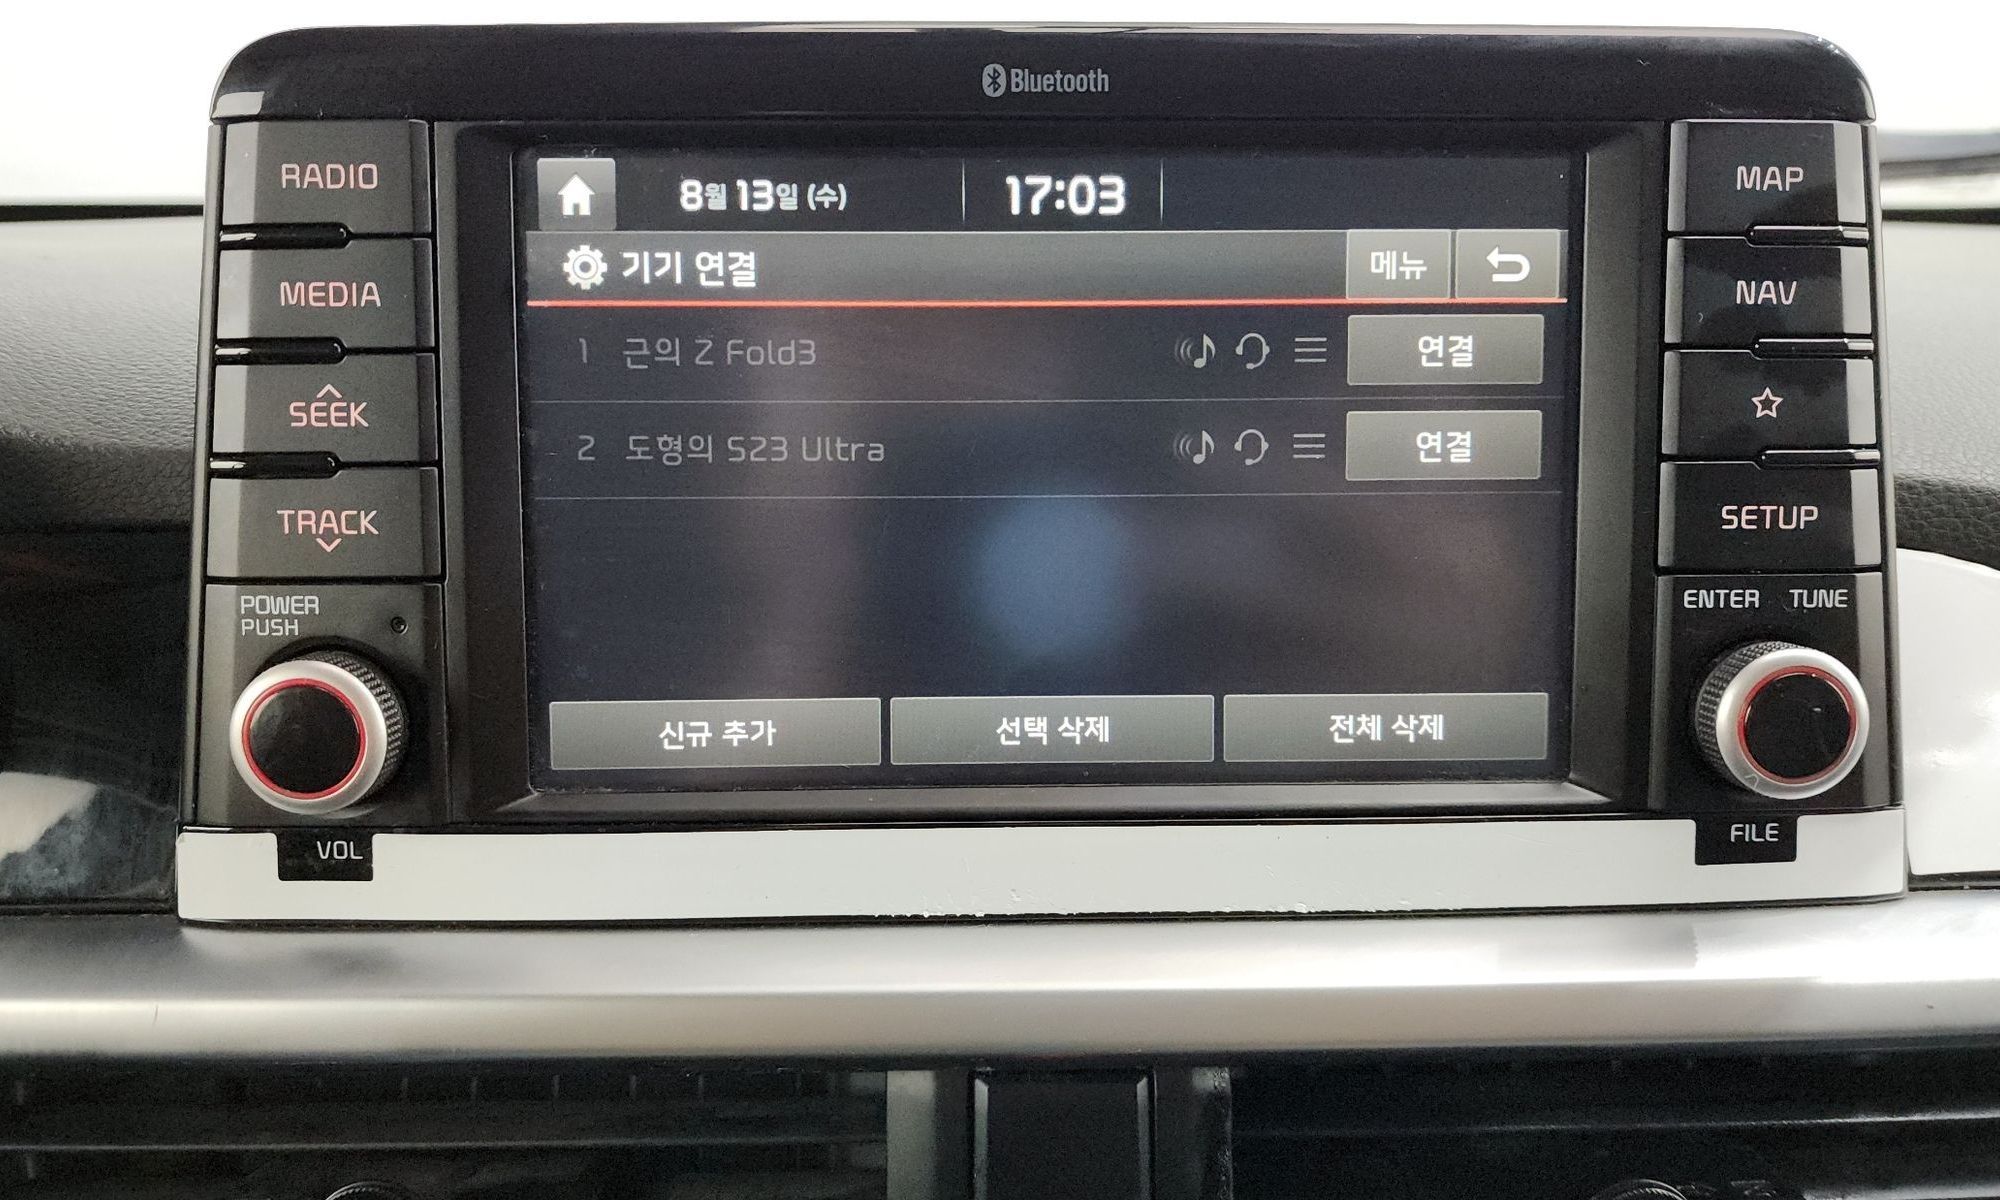 Bluetooth
RADIO
MEDIA
SEEK
TRACK
POWER
PUSH
VOL
8월 13일 (수) 17:03
기기 연결 메뉴
1 근의 Z Fold3 연결
2 도형의 S23 Ultra 연결
신규 추가 선택 삭제 전체 삭제
MAP
NAV
SETUP
ENTER TUNE
FILE